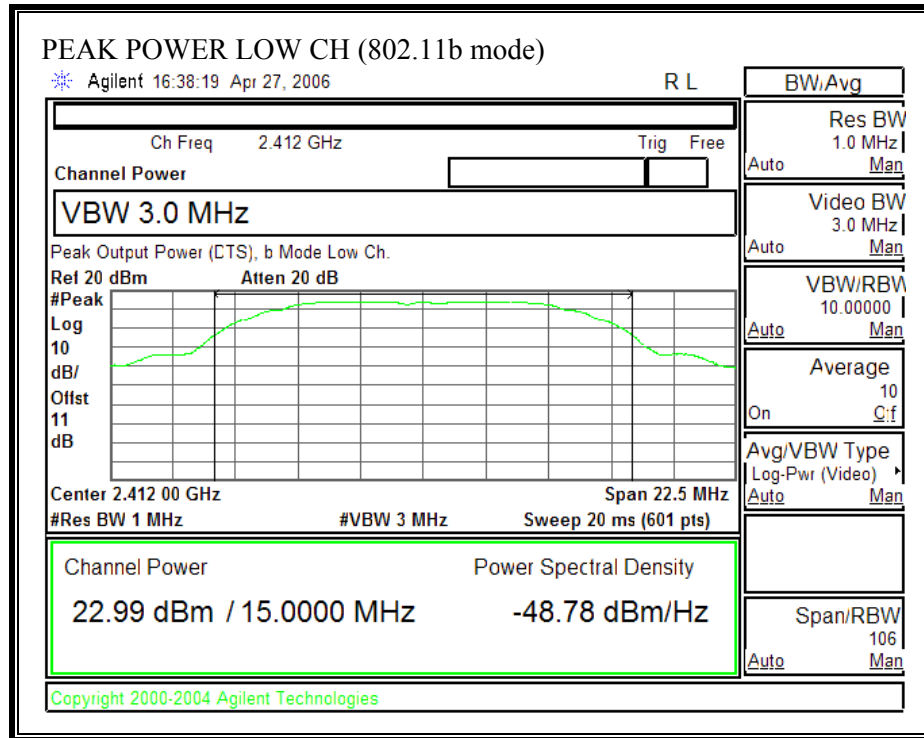 PEAK POWER LOW CH (802.11b mode)
Agilent 16:38:19 Apr 27, 2006 R L
BW/Avg
Ch Freq 2.412 GHz Trig Free
Channel Power
VBW 3.0 MHz
Peak Output Power (DTS), b Mode Low Ch.
Ref 20 dBm Atten 20 dB
#Peak
Log
10
dB/
Offst
11
dB
Center 2.412 00 GHz Span 22.5 MHz
#Res BW 1 MHz #VBW 3 MHz Sweep 20 ms (601 pts)
Channel Power Power Spectral Density
22.99 dBm / 15.0000 MHz -48.78 dBm/Hz
Copyright 2000-2004 Agilent Technologies
Res BW
1.0 MHz
Auto Man
Video BW
3.0 MHz
Auto Man
VBW/RBW
10.00000
Auto Man
Average
10
On
Avg/VBW Type
Log-Pwr (Video)
Auto Man
Span/RBW
106
Auto Man